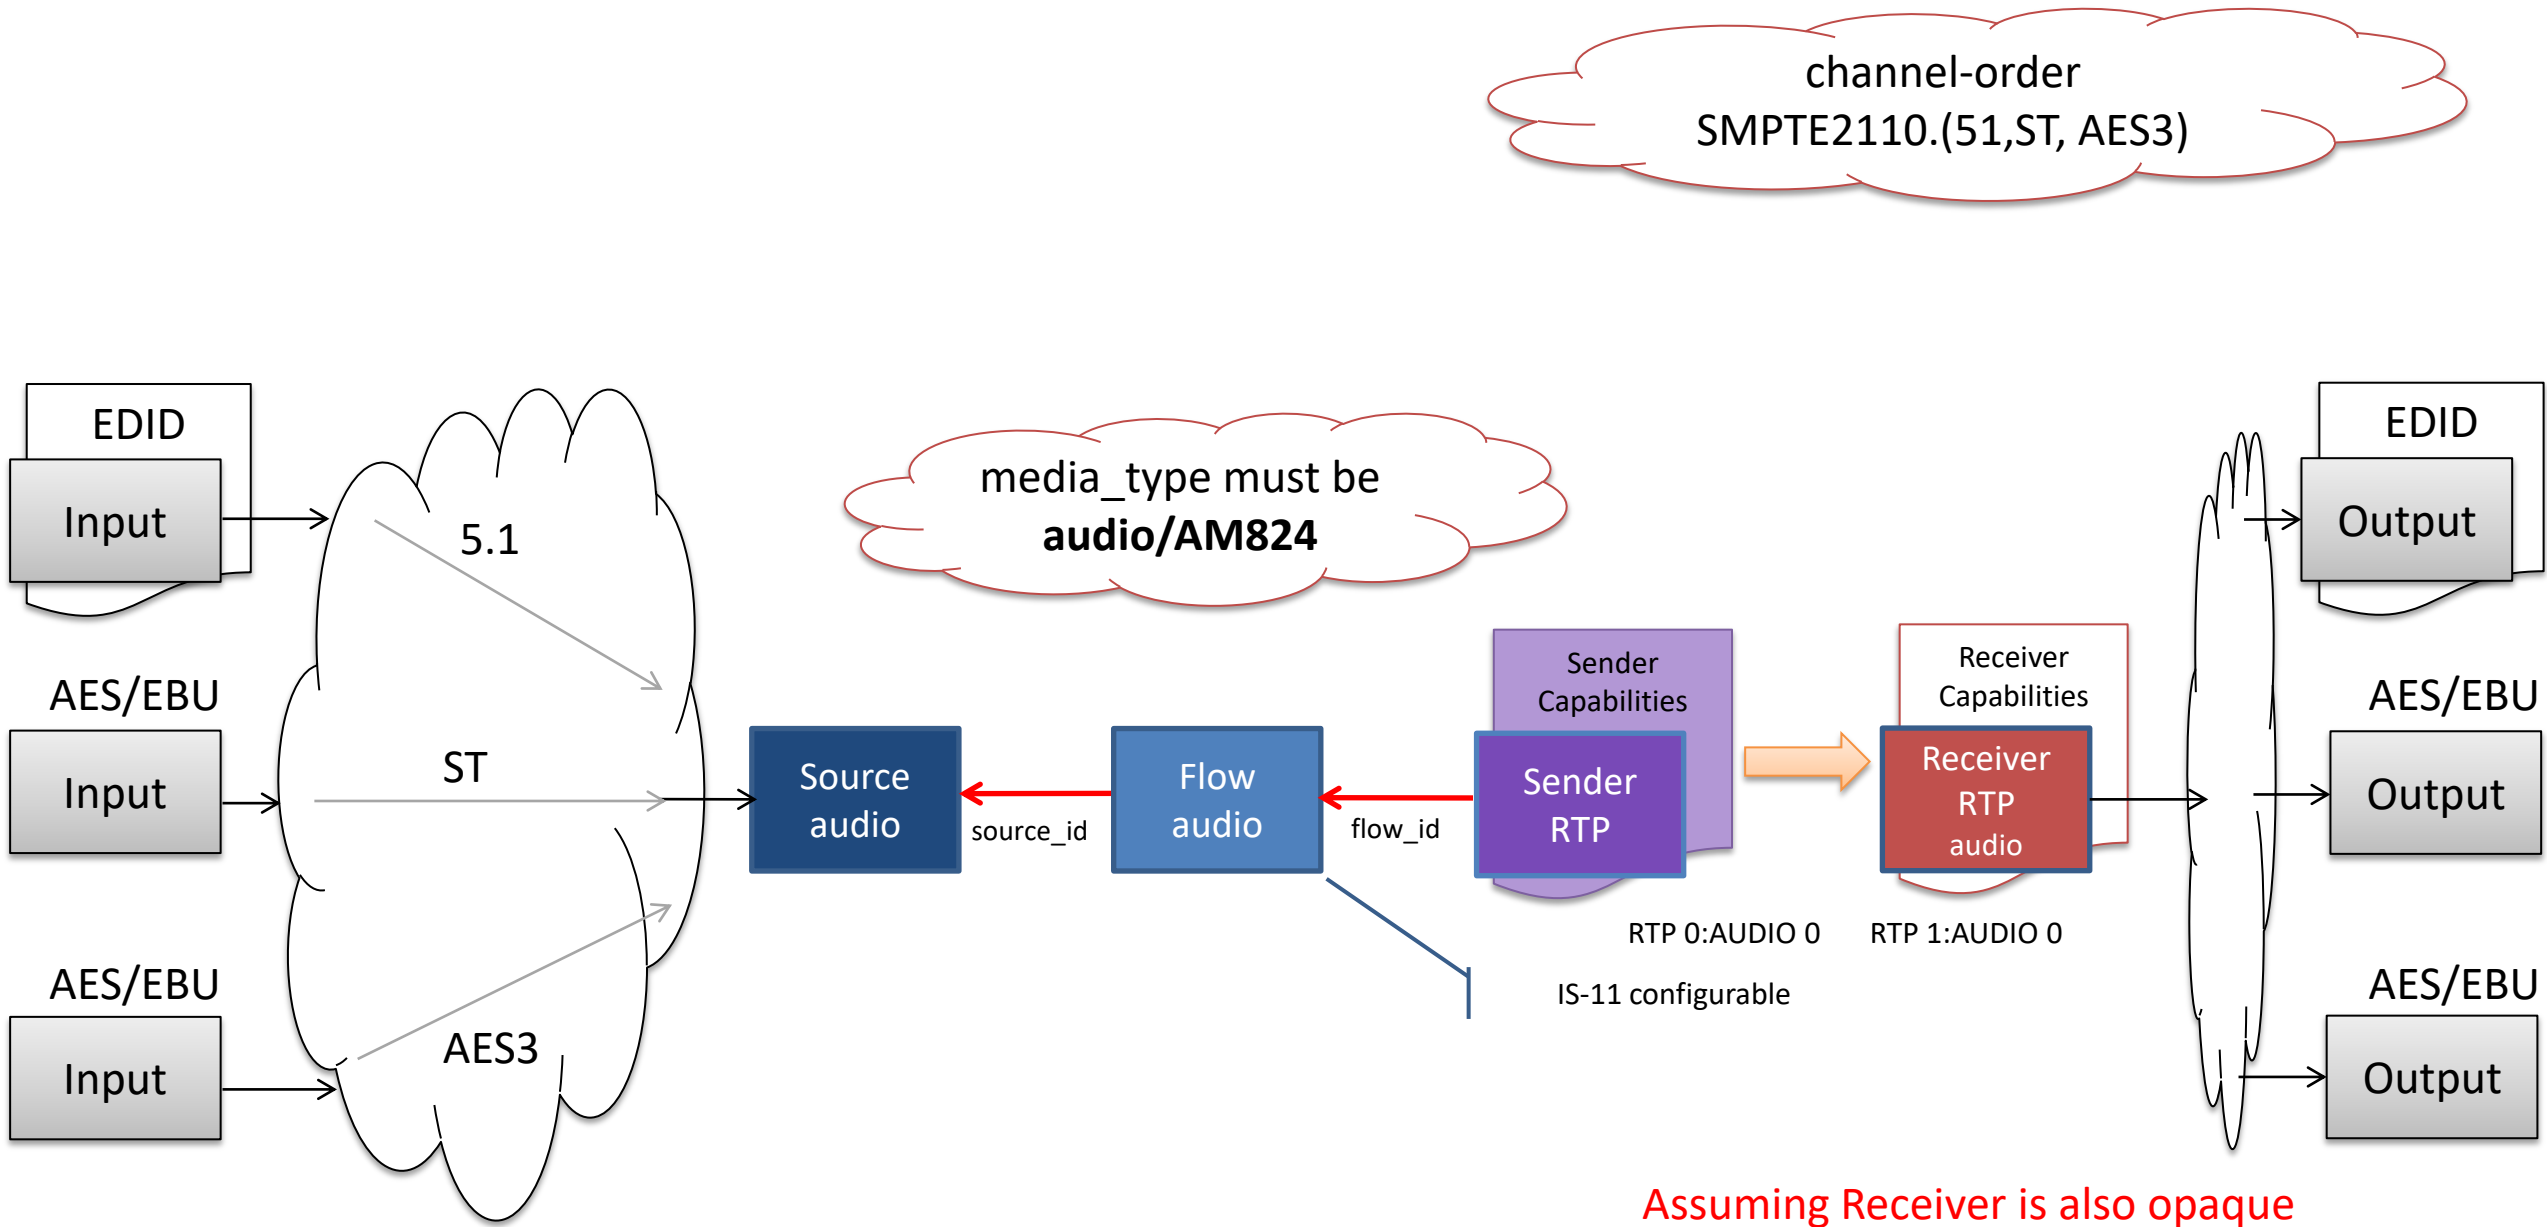 channel-order
SMPTE2110.(51,ST, AES3)
EDID
Input
5.1
media_type must be
audio/AM824
EDID
Output
AES/EBU
Input
ST
Source
audio
source_id
Flow
audio
flow_id
Sender
Capabilities
Sender
RTP
Receiver
Capabilities
Receiver
RTP
audio
AES/EBU
Output
RTP 0:AUDIO 0
RTP 1:AUDIO 0
IS-11 configurable
AES/EBU
Input
AES3
AES/EBU
Output
Assuming Receiver is also opaque